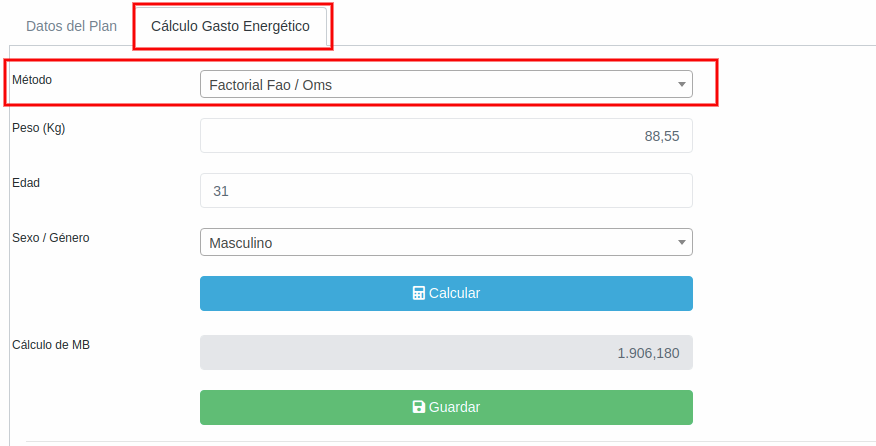 Datos del Plan
Cálculo Gasto Energético
Método
Factorial Fao / Oms
Peso (Kg)
88,55
Edad
31
Sexo / Género
Masculino
Calcular
Cálculo de MB
1.906,180
Guardar